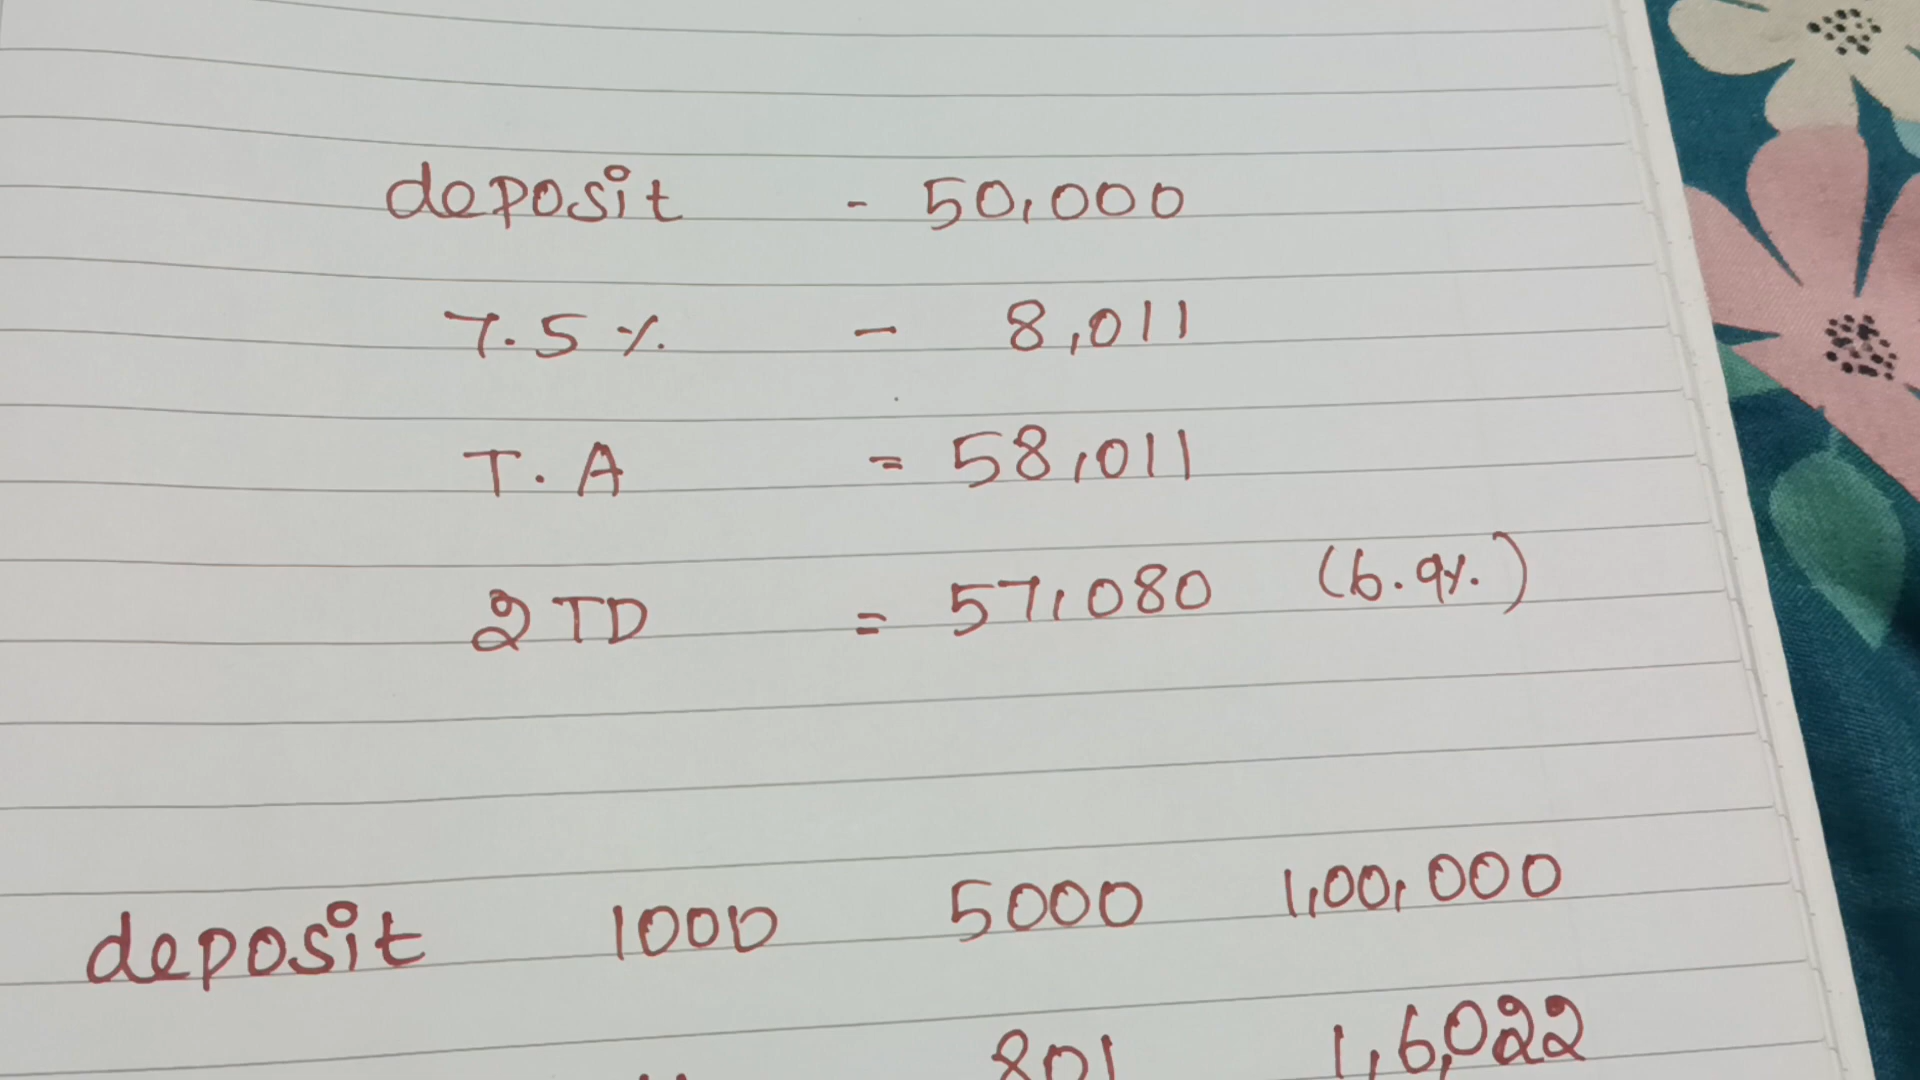 deposit - 50,000
7.5% - 8,011
T.A = 58,011
2TD = 57,080 (6.9%)
deposit 1000 5000 1,00,000
801 1,6,022